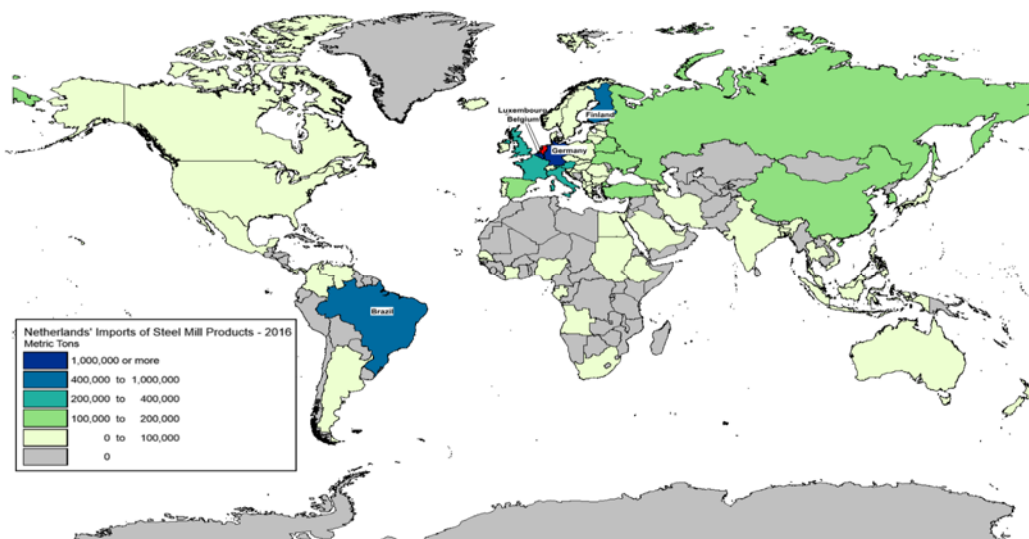 Luxembourg
Belgium
Finland
Germany
Brazil
Netherlands' Imports of Steel Mill Products - 2016
Metric Tons
1,000,000 or more
400,000 to 1,000,000
200,000 to 400,000
100,000 to 200,000
0 to 100,000
0